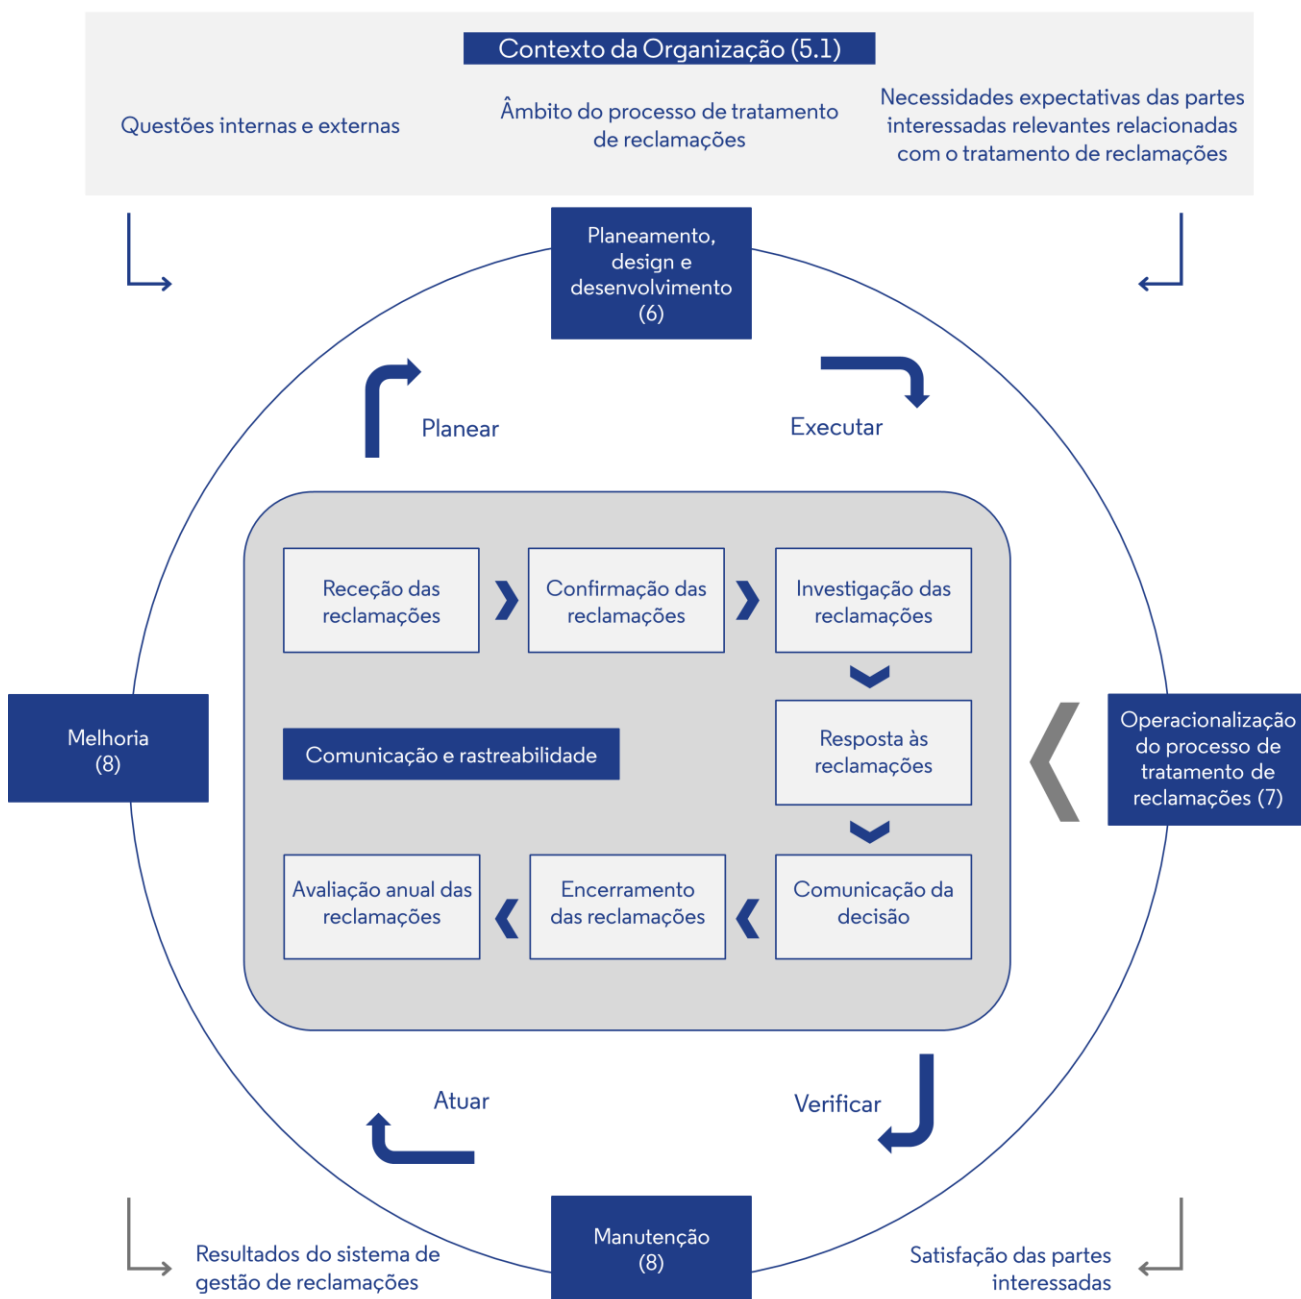 Contexto da Organização (5.1)
Questões internas e externas
Âmbito do processo de tratamento
de reclamações
Necessidades expectativas das partes
interessadas relevantes relacionadas
com o tratamento de reclamações
Planeamento,
design e
desenvolvimento
(6)
Planear
Executar
Receção das
reclamações
Confirmação das
reclamações
Investigação das
reclamações
Melhoria
(8)
Comunicação e rastreabilidade
Resposta às
reclamações
Operacionalização
do processo de
tratamento de
reclamações (7)
Avaliação anual das
reclamações
Encerramento
das reclamações
Comunicação da
decisão
Atuar
Verificar
Manutenção
(8)
Resultados do sistema de
gestão de reclamações
Satisfação das partes
interessadas